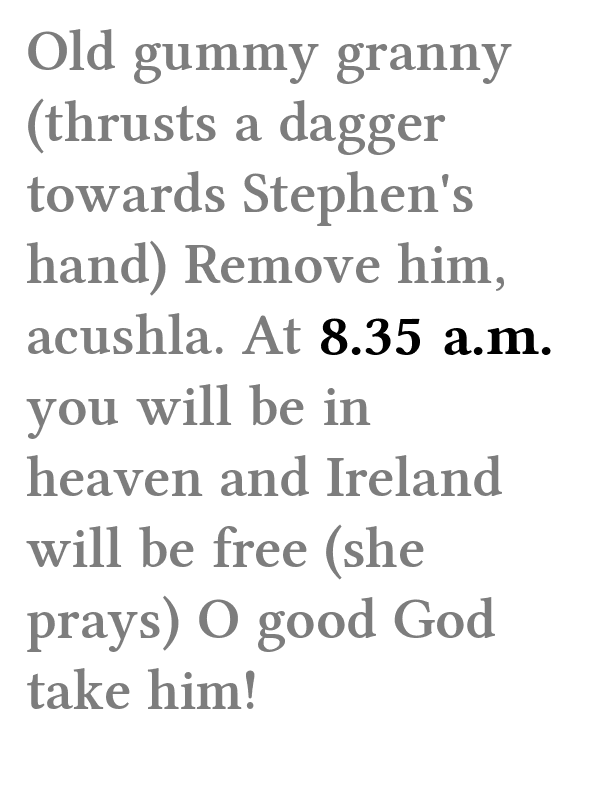 Old gummy granny
(thrusts a dagger
towards Stephen's
hand) Remove him,
acushla. At 8.35 a.m.
you will be in
heaven and Ireland
will be free (she
prays) O good God
take him!